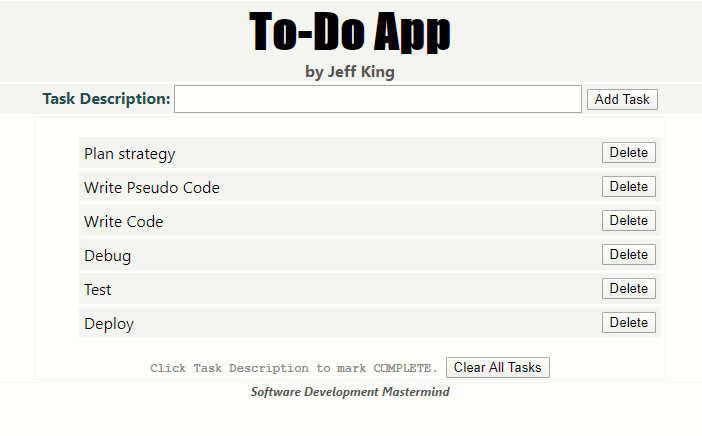 To-Do App
by Jeff King
Task Description: Add Task
Plan strategy Delete
Write Pseudo Code Delete
Write Code Delete
Debug Delete
Test Delete
Deploy Delete
Click Task Description to mark COMPLETE. Clear All Tasks
Software Development Mastermind